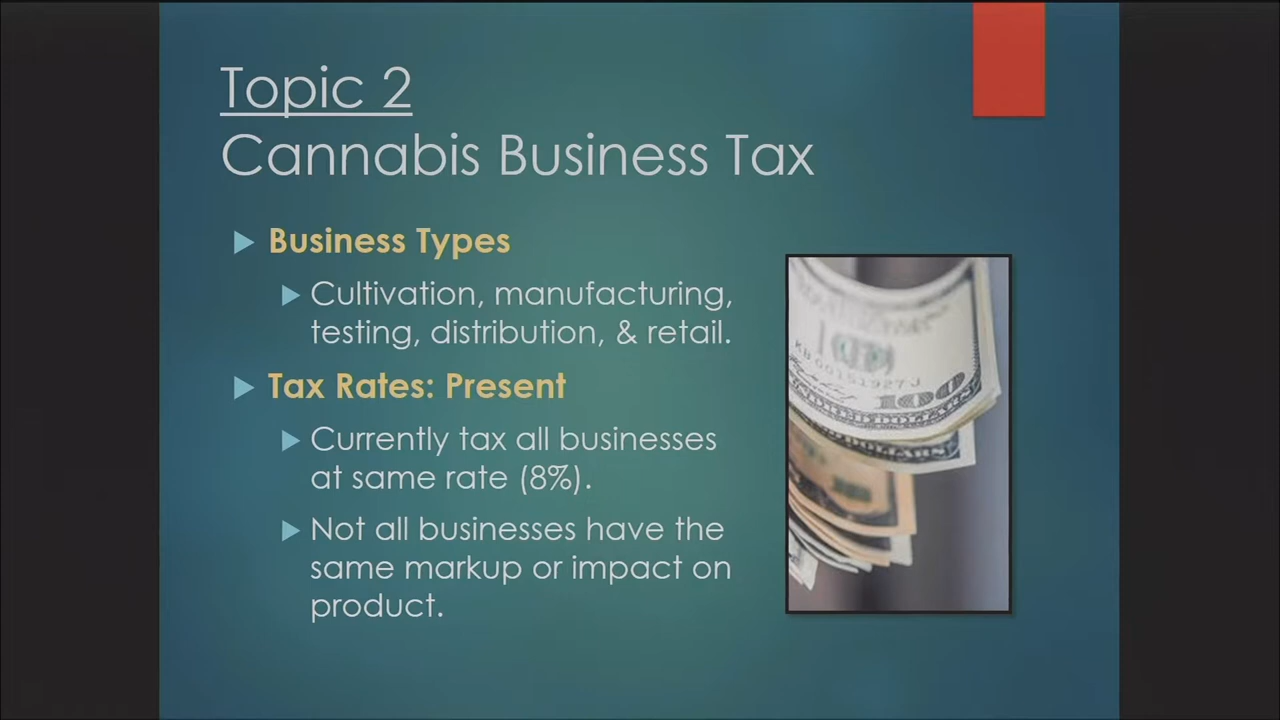 Topic 2
Cannabis Business Tax
Business Types
Cultivation, manufacturing,
testing, distribution, & retail.
Tax Rates: Present
Currently tax all businesses
at same rate (8%).
Not all businesses have the
same markup or impact on
product.
100